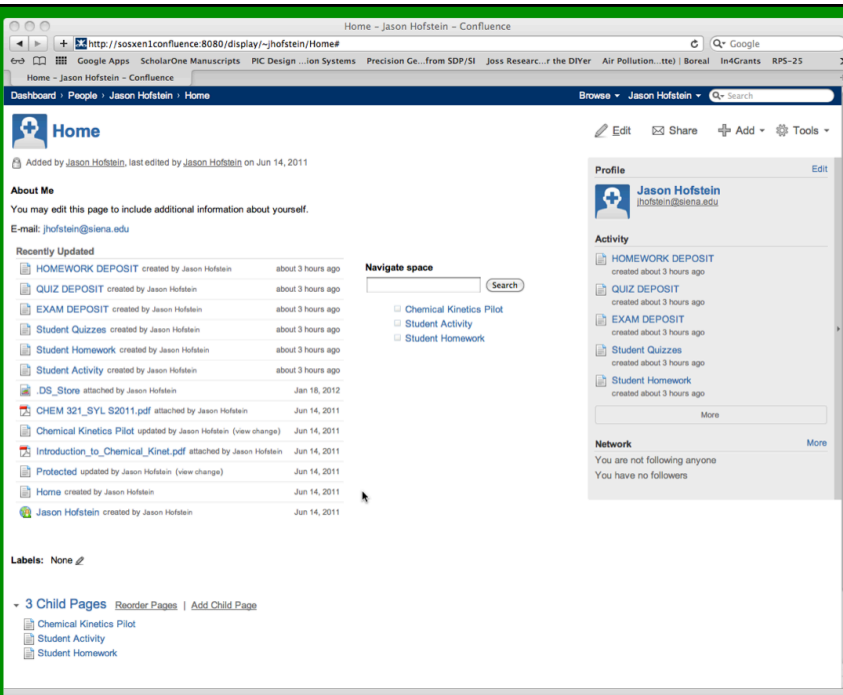 Home – Jason Hofstein – Confluence
http://sosxen1confluence:8080/display/~jhofstein/Home#
Google
Google Apps ScholarOne Manuscripts PIC Design ...ion Systems Precision Ge...from SDP/SI Joss Researc...r the DIYer Air Pollution...tte) | Boreal In4Grants RPS-25
Home – Jason Hofstein – Confluence
Dashboard › People › Jason Hofstein › Home Browse Jason Hofstein Search
Home
Edit Share Add Tools
Added by Jason Hofstein, last edited by Jason Hofstein on Jun 14, 2011
About Me
You may edit this page to include additional information about yourself.
E-mail: jhofstein@siena.edu
Recently Updated
HOMEWORK DEPOSIT created by Jason Hofstein about 3 hours ago
QUIZ DEPOSIT created by Jason Hofstein about 3 hours ago
EXAM DEPOSIT created by Jason Hofstein about 3 hours ago
Student Quizzes created by Jason Hofstein about 3 hours ago
Student Homework created by Jason Hofstein about 3 hours ago
Student Activity created by Jason Hofstein about 3 hours ago
.DS_Store attached by Jason Hofstein Jan 18, 2012
CHEM 321_SYL S2011.pdf attached by Jason Hofstein Jun 14, 2011
Chemical Kinetics Pilot updated by Jason Hofstein (view change) Jun 14, 2011
Introduction_to_Chemical_Kinet.pdf attached by Jason Hofstein Jun 14, 2011
Protected updated by Jason Hofstein (view change) Jun 14, 2011
Home created by Jason Hofstein Jun 14, 2011
Jason Hofstein created by Jason Hofstein Jun 14, 2011
Navigate space
Search
Chemical Kinetics Pilot
Student Activity
Student Homework
Profile Edit
Jason Hofstein
jhofstein@siena.edu
Activity
HOMEWORK DEPOSIT
created about 3 hours ago
QUIZ DEPOSIT
created about 3 hours ago
EXAM DEPOSIT
created about 3 hours ago
Student Quizzes
created about 3 hours ago
Student Homework
created about 3 hours ago
More
Network More
You are not following anyone
You have no followers
Labels: None
3 Child Pages Reorder Pages | Add Child Page
Chemical Kinetics Pilot
Student Activity
Student Homework